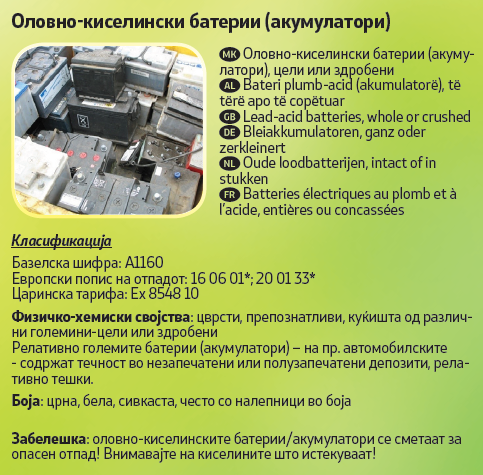 Оловно-киселински батерии (акумулатори)
MK Оловно-киселински батерии (акуму-
латори), цели или здробени
AL Bateri plumb-acid (akumulatorë), të
tërë apo të copëtuar
GB Lead-acid batteries, whole or crushed
DE Bleiakkumulatoren, ganz oder
zerkleinert
NL Oude loodbatterijen, intact of in
stukken
FR Batteries électriques au plomb et à
l'acide, entières ou concassées
Класификација
Базелска шифра: A1160
Европски попис на отпадот: 16 06 01*; 20 01 33*
Царинска тарифа: Ex 8548 10
Физичко-хемиски својства: цврсти, препознатливи, куќишта од различ-
ни големини-цели или здробени
Релативно големите батерии (акумулатори) – на пр. автомобилските
- содржат течност во незапечатени или полузапечатени депозити, рела-
тивно тешки.
Боја: црна, бела, сивкаста, често со налепници во боја
Забелешка: оловно-киселинските батерии/акумулатори се сметаат за
опасен отпад! Внимавајте на киселините што истекуваат!